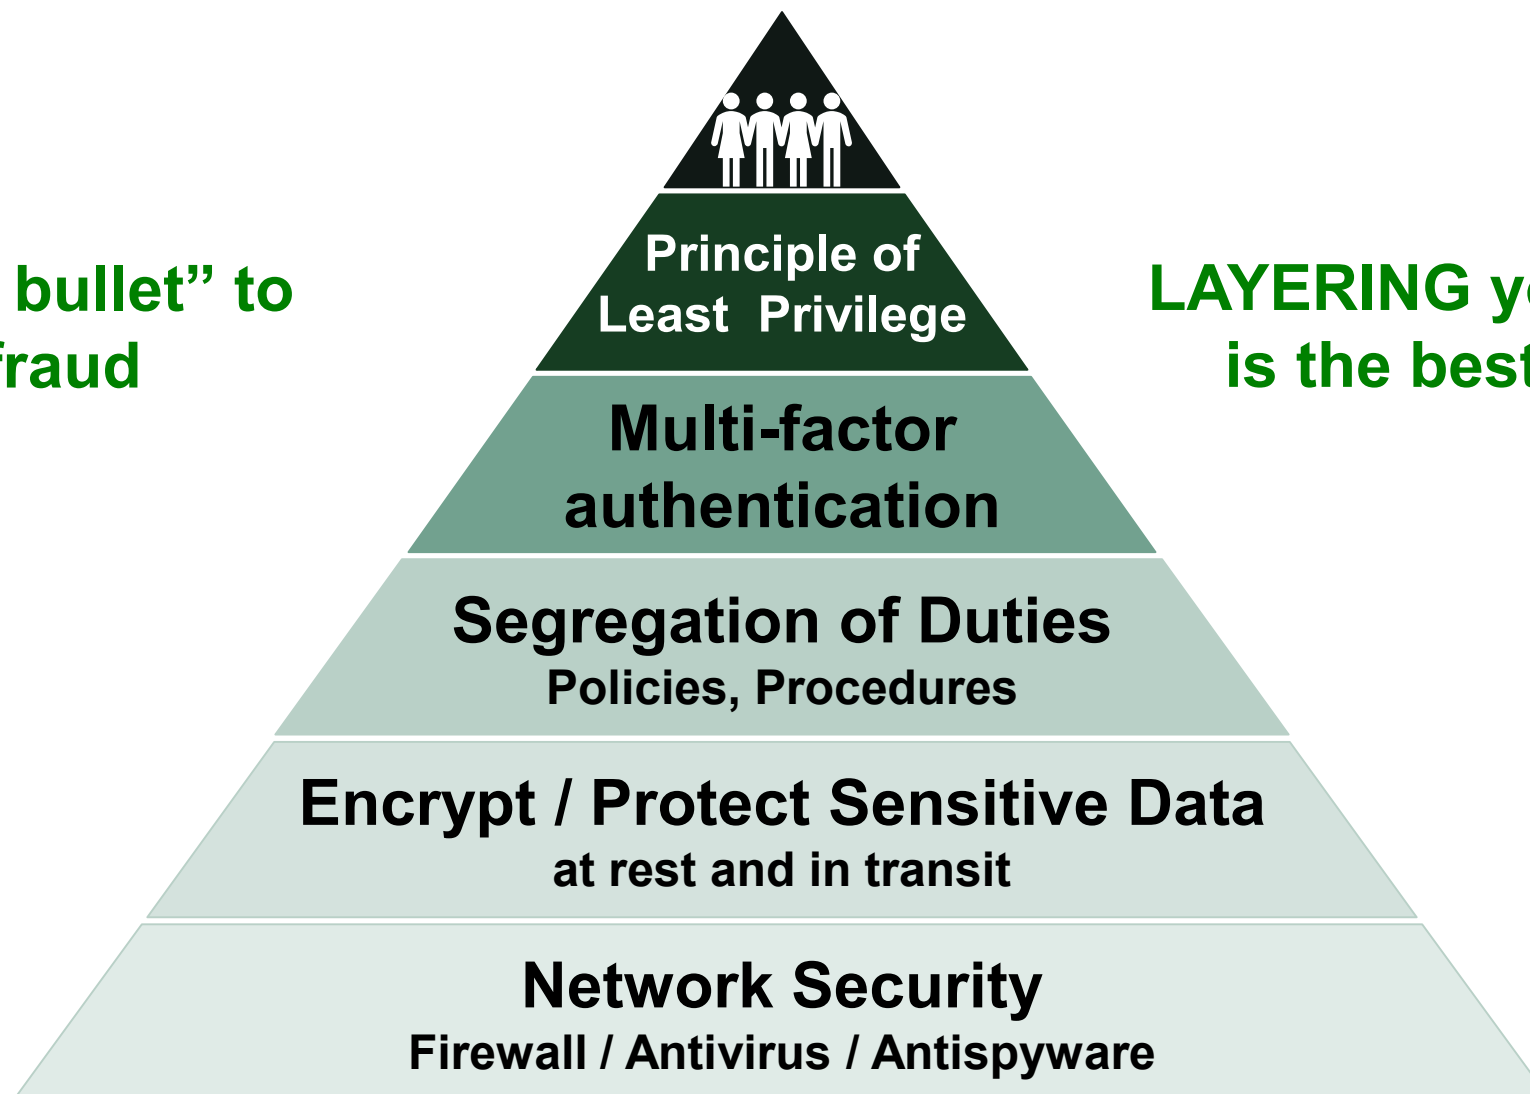 bullet” to
fraud
LAYERING
is the best
Principle of
Least Privilege
Multi-factor
authentication
Segregation of Duties
Policies, Procedures
Encrypt / Protect Sensitive Data
at rest and in transit
Network Security
Firewall / Antivirus / Antispyware